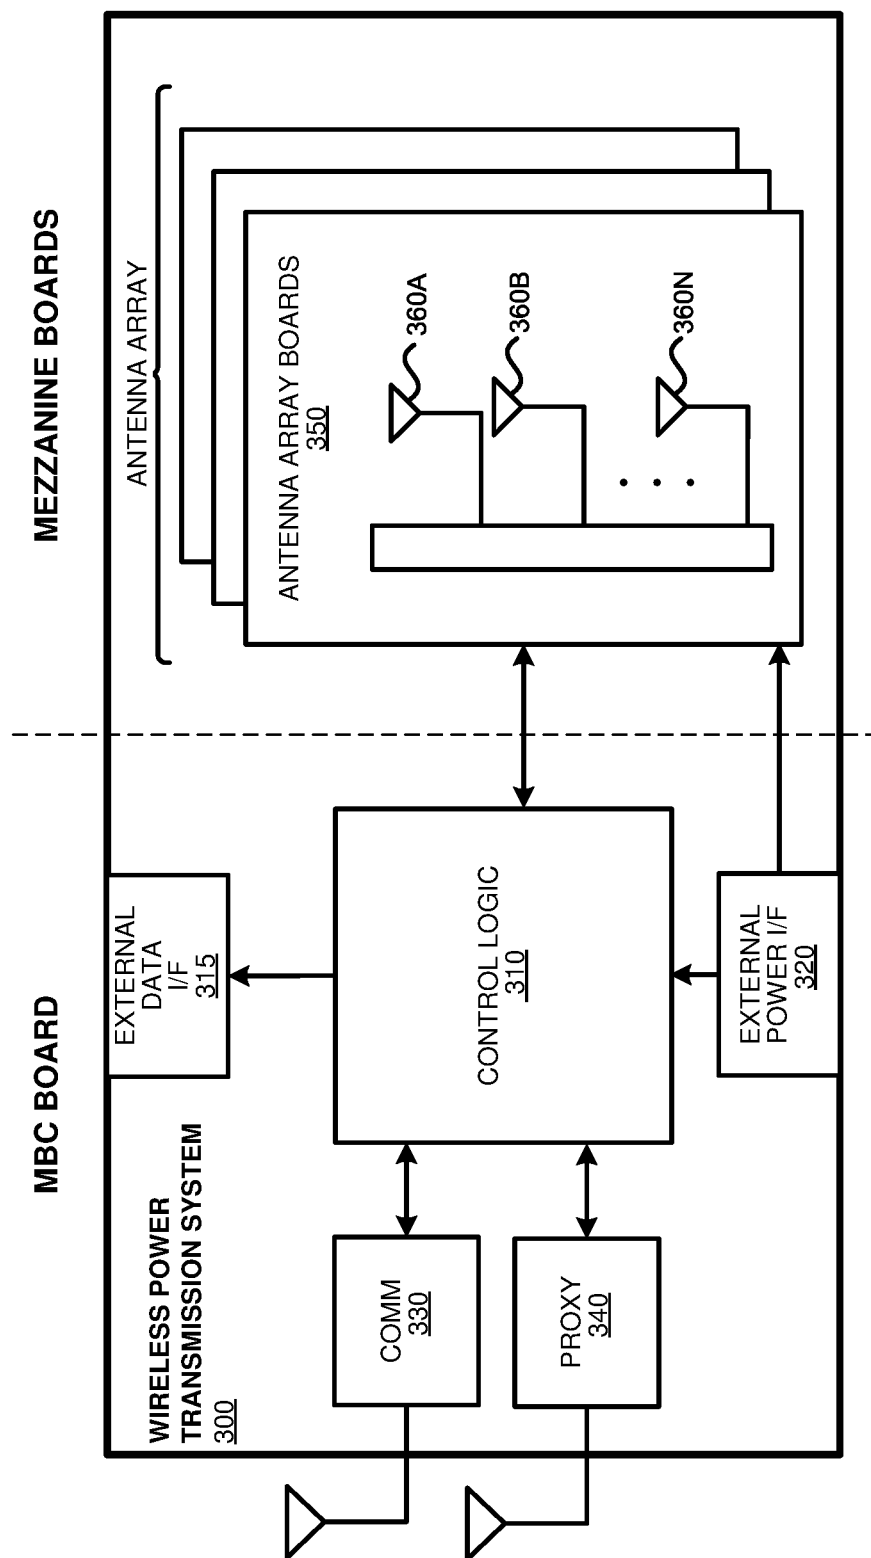 MBC BOARD
MEZZANINE BOARDS
WIRELESS POWER
TRANSMISSION SYSTEM
300
EXTERNAL
DATA
I/F
315
ANTENNA ARRAY
COMM
330
PROXY
340
CONTROL LOGIC
310
EXTERNAL
POWER I/F
320
ANTENNA ARRAY BOARDS
350
360A
360B
360N